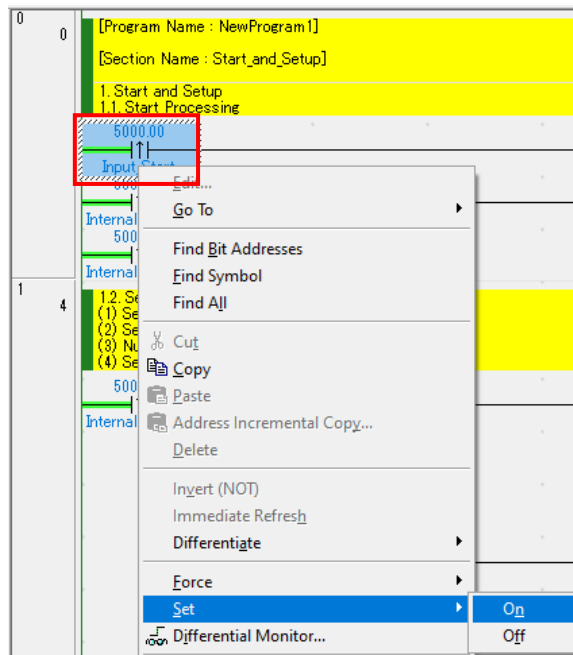 0
0
[Program Name : NewProgram1]
[Section Name : Start_and_Setup]
1. Start and Setup
1.1. Start Processing
5000.00
Input Start
Edit...
Go To
Internal
500
Internal
Find Bit Addresses
Find Symbol
Find All
1
4
1.2. Se
(1) Se
(2) Se
(3) Nu
(4) Se
Cut
Copy
500
Paste
Internal
Address Incremental Copy...
Delete
Invert (NOT)
Immediate Refresh
Differentiate
Force
Set
On
Differential Monitor...
Off